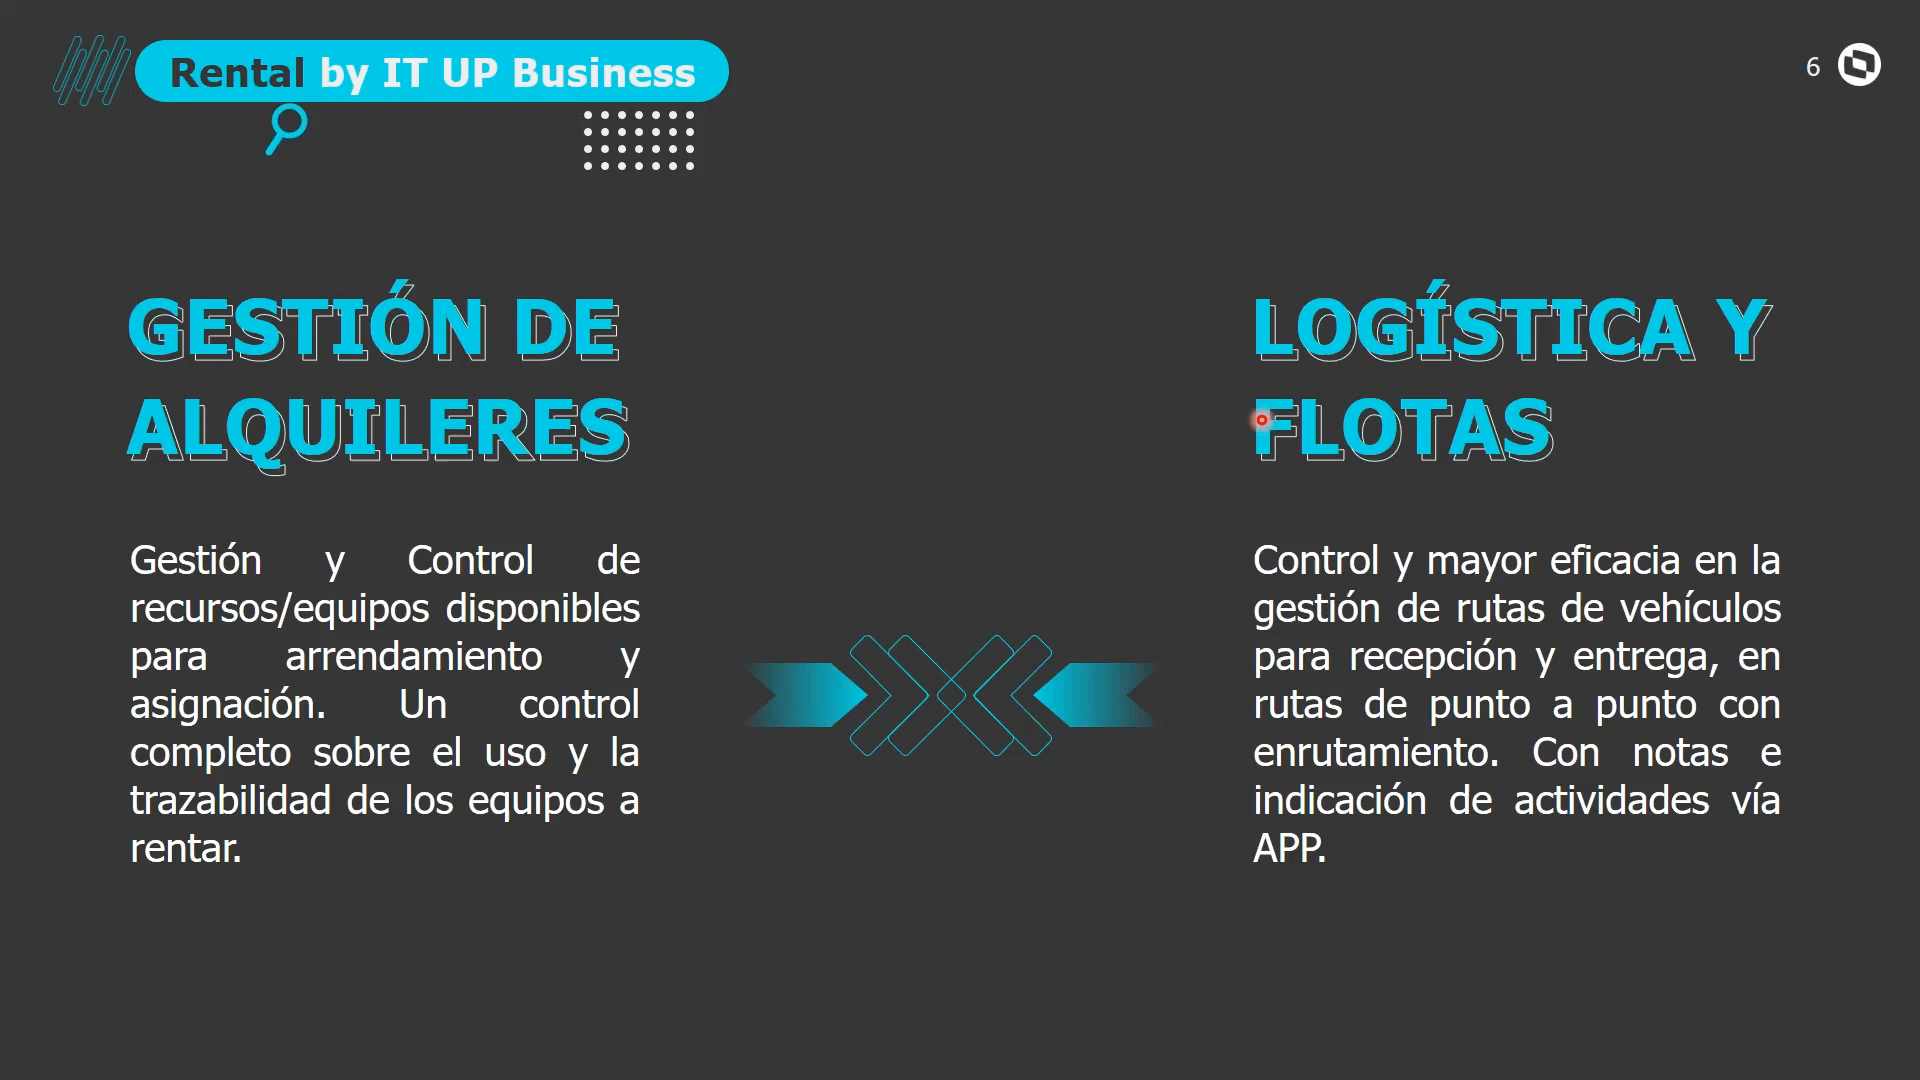 Rental by IT UP Business
6
GESTIÓN DE
ALQUILERES
Gestión y Control de
recursos/equipos disponibles
para arrendamiento y
asignación. Un control
completo sobre el uso y la
trazabilidad de los equipos a
rentar.
LOGÍSTICA Y
FLOTAS
Control y mayor eficacia en la
gestión de rutas de vehículos
para recepción y entrega, en
rutas de punto a punto con
enrutamiento. Con notas e
indicación de actividades vía
APP.